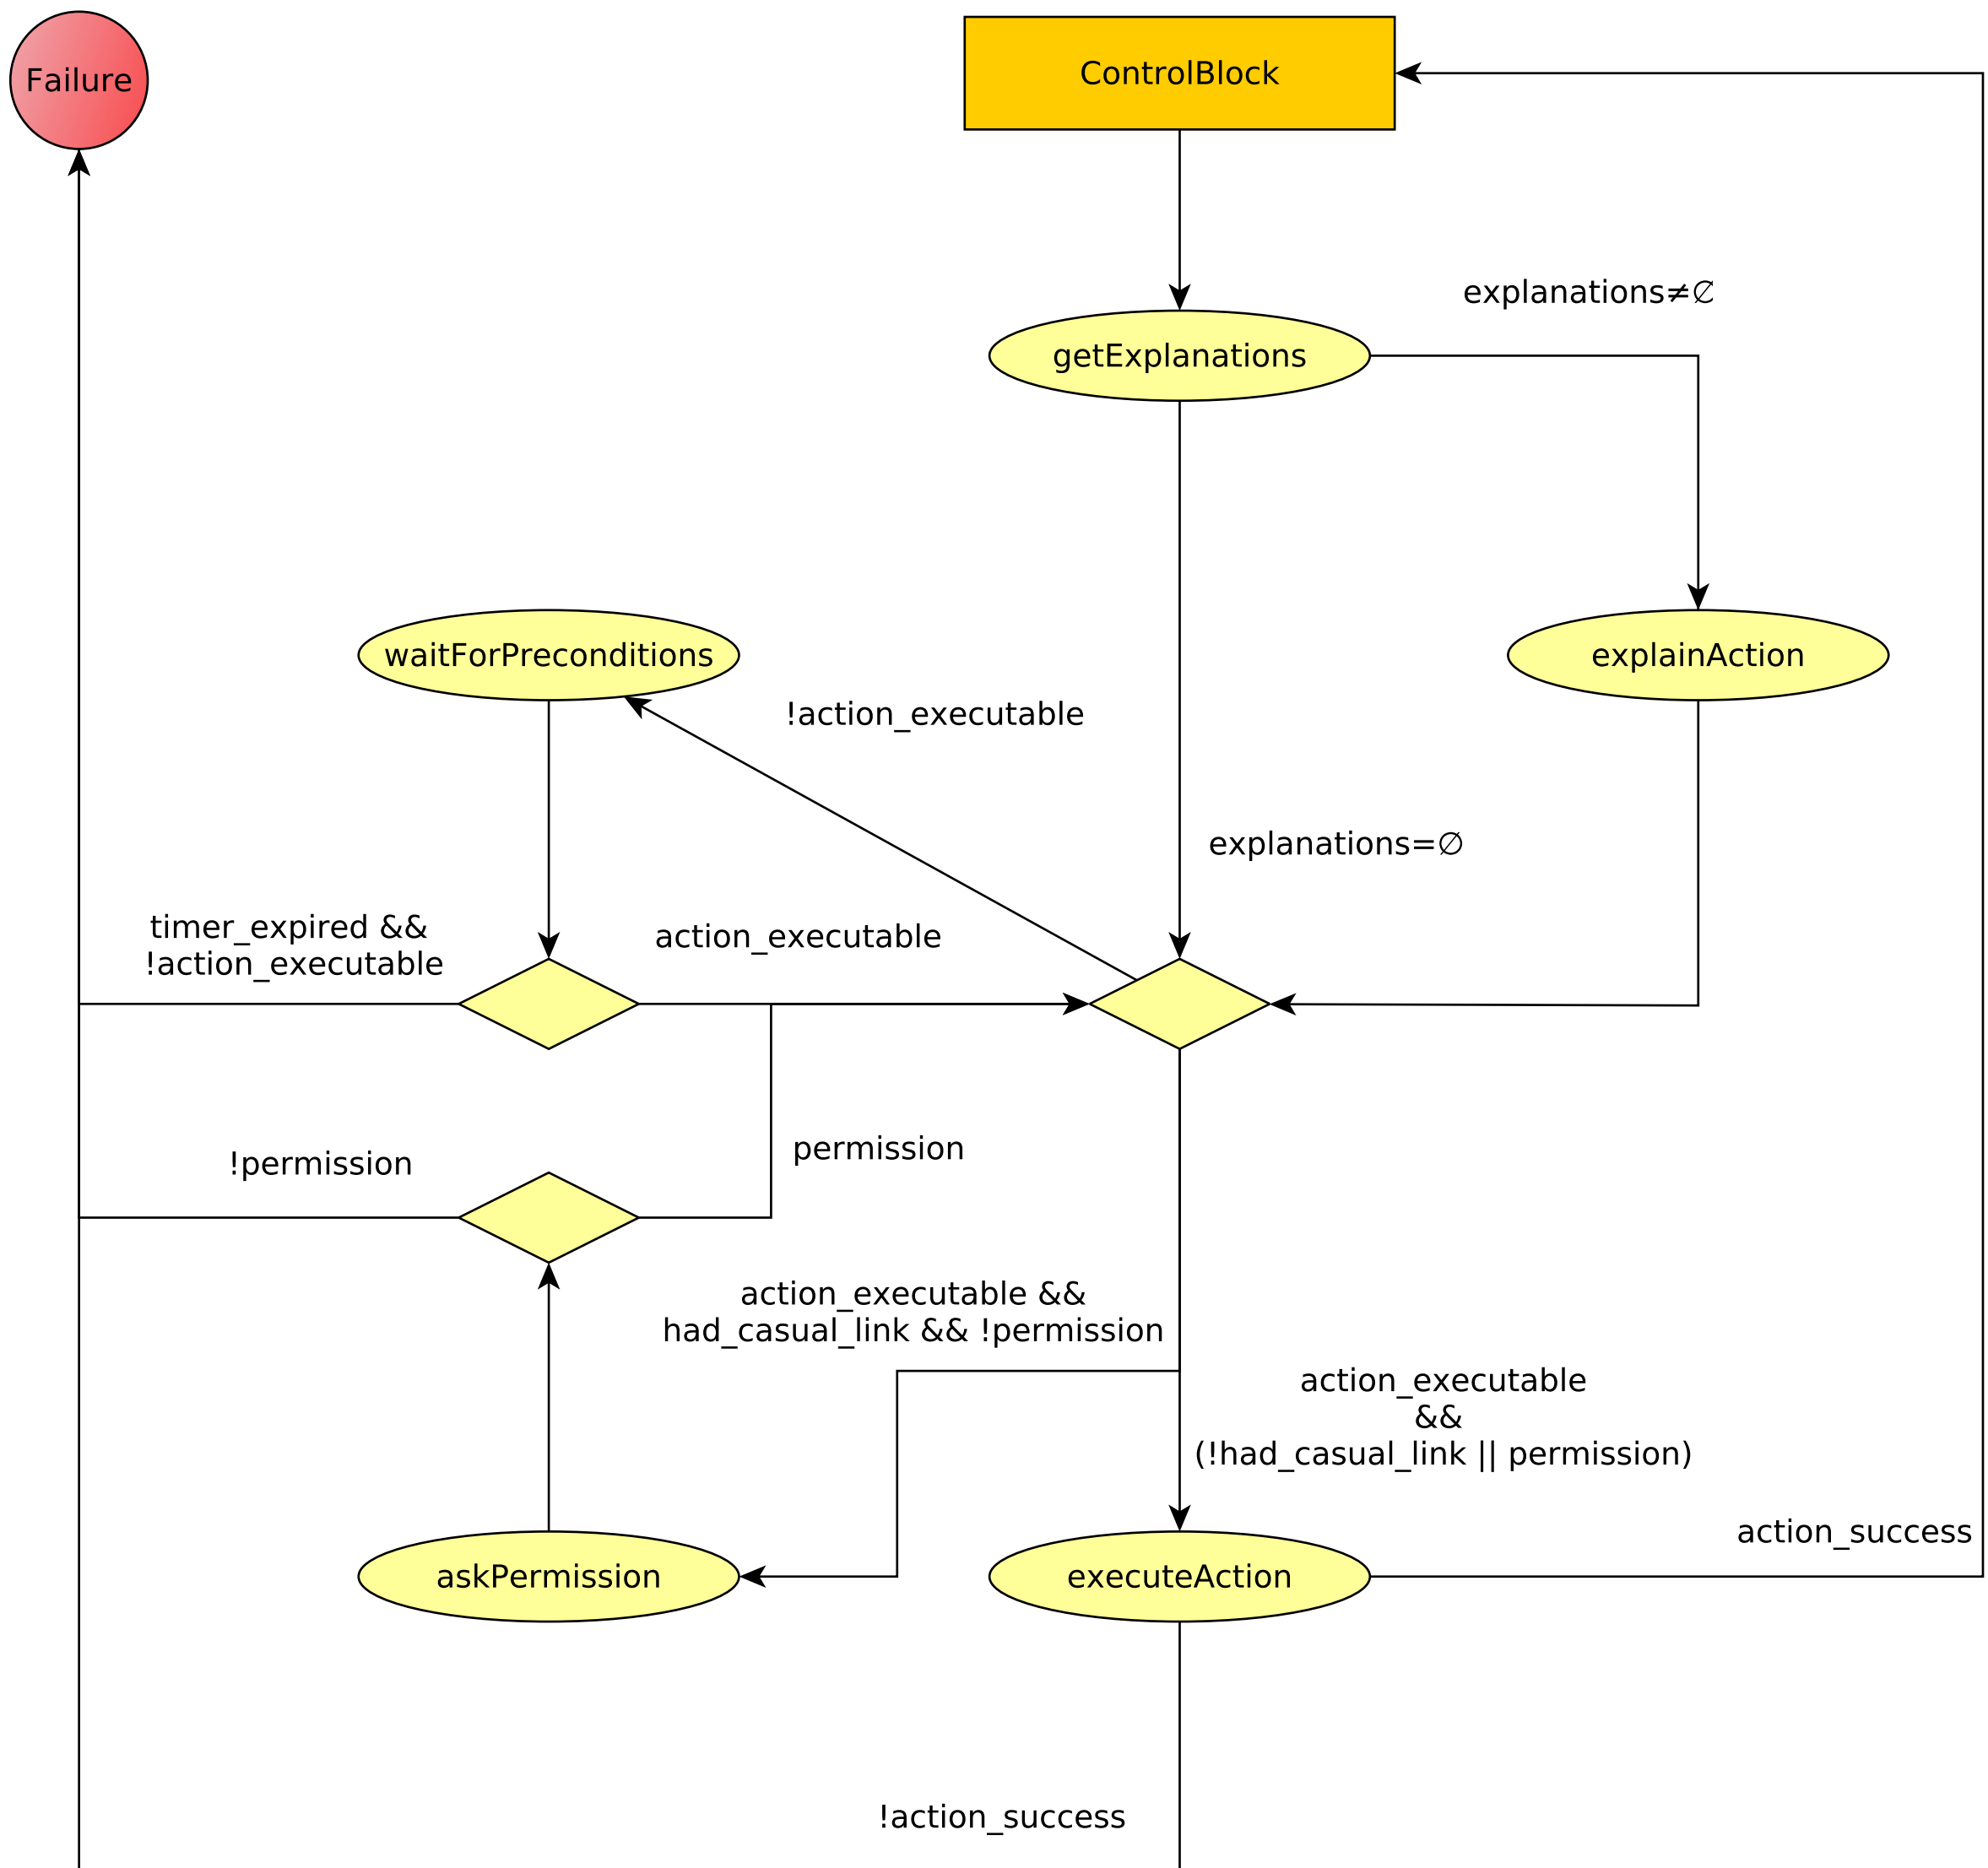 Failure
ControlBlock
explanations≠∅
getExplanations
waitForPreconditions
explainAction
!action_executable
explanations=∅
timer_expired &&
!action_executable
action_executable
permission
!permission
action_executable &&
had_casual_link && !permission
action_executable
&&
(!had_casual_link || permission)
action_success
askPermission
executeAction
!action_success